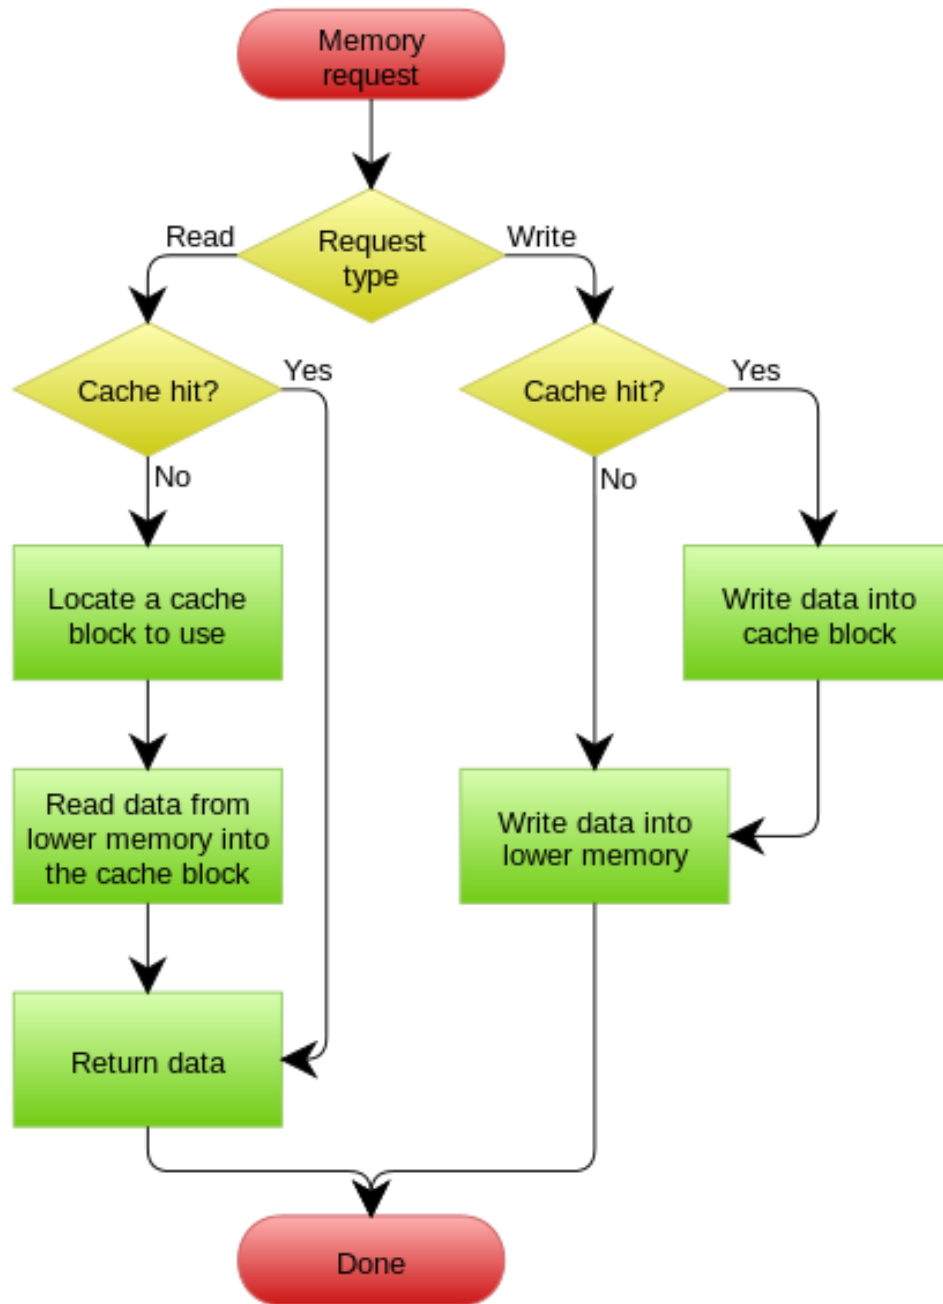 Memory
request
Read
Request
type
Write
Cache hit?
Yes
No
Cache hit?
Yes
No
Locate a cache
block to use
Write data into
cache block
Read data from
lower memory into
the cache block
Write data into
lower memory
Return data
Done